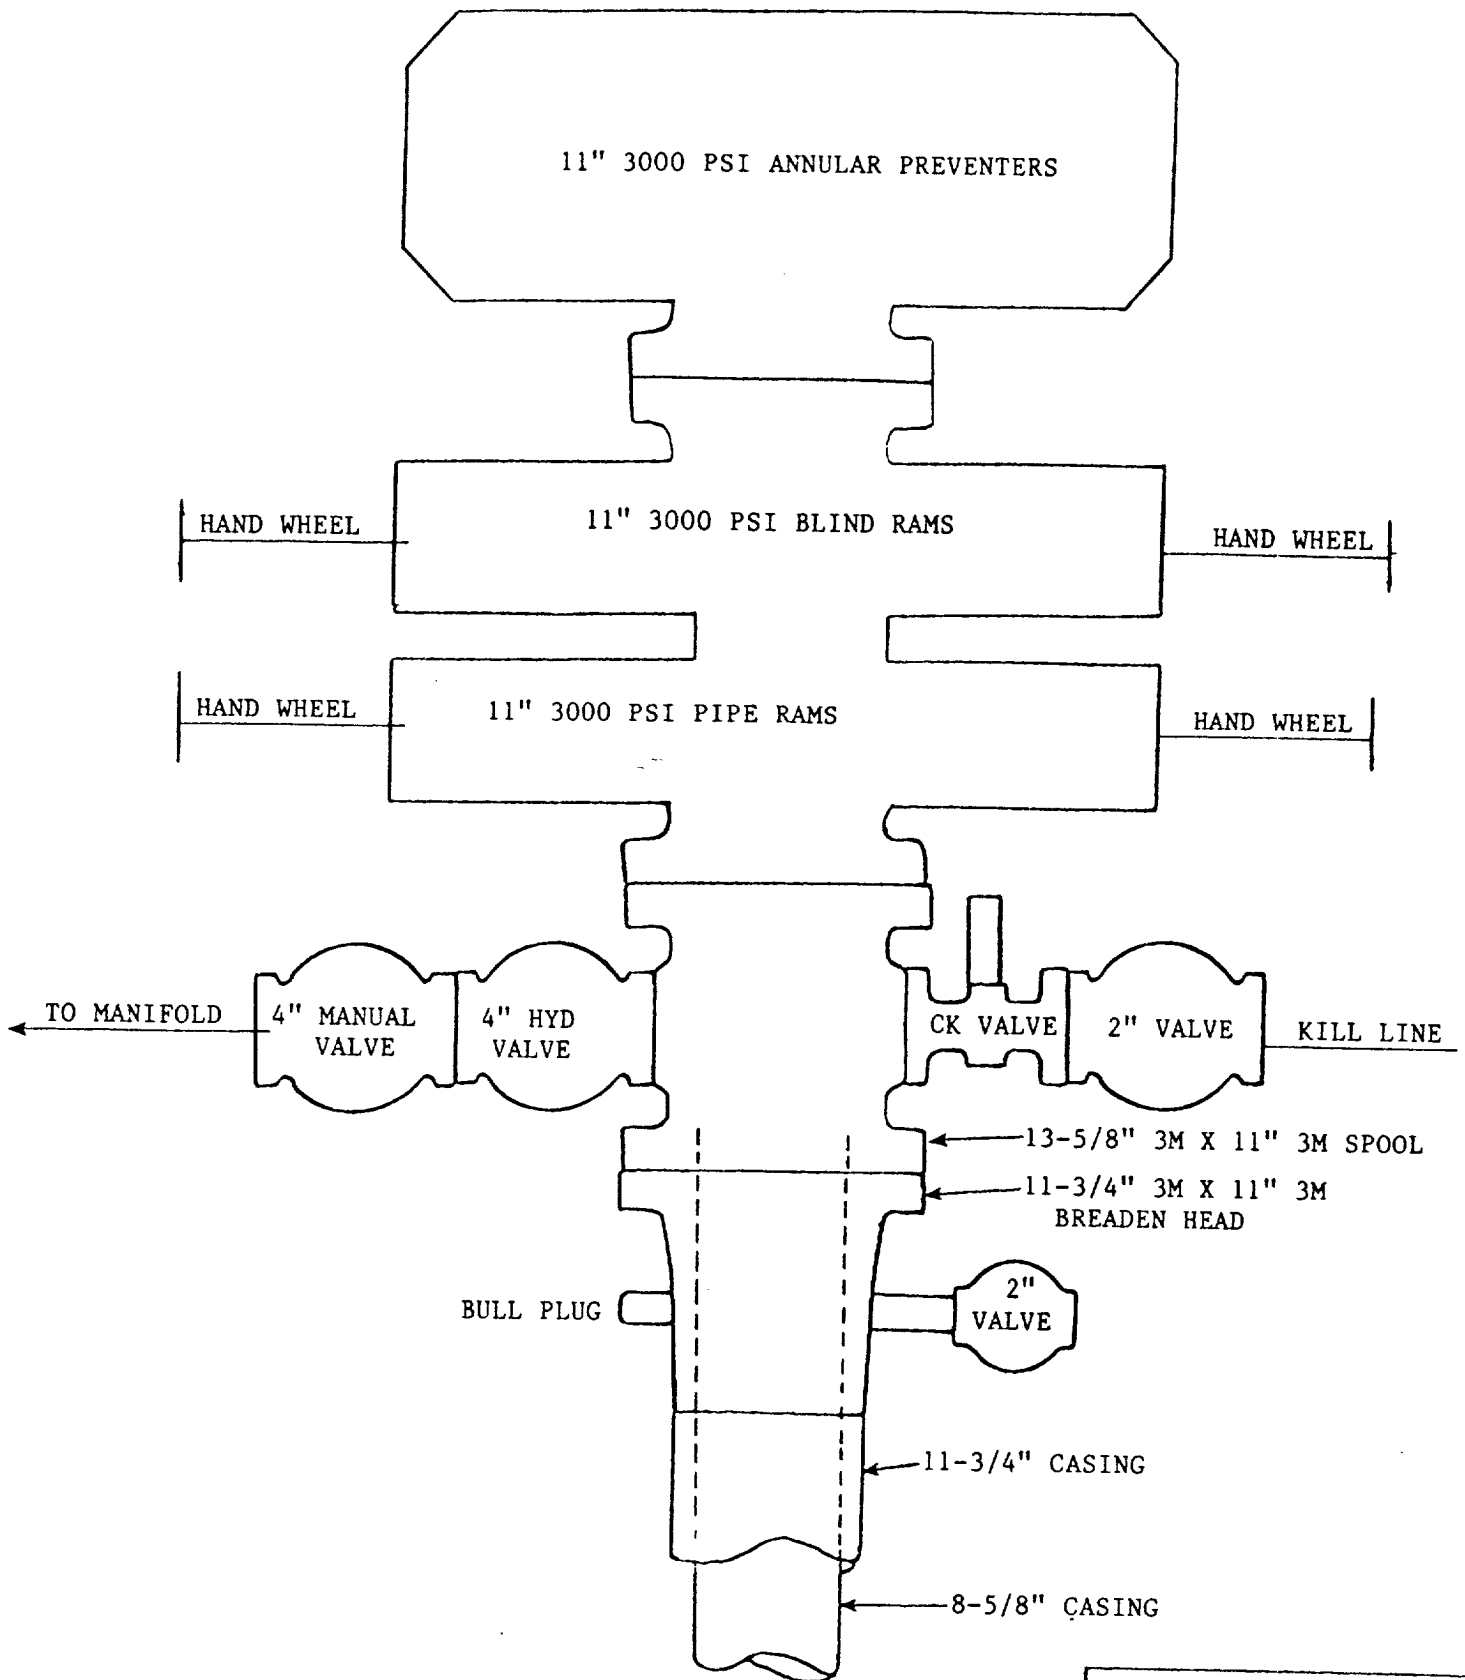 11" 3000 PSI ANNULAR PREVENTERS
HAND WHEEL
11" 3000 PSI BLIND RAMS
HAND WHEEL
HAND WHEEL
11" 3000 PSI PIPE RAMS
HAND WHEEL
TO MANIFOLD
4" MANUAL
VALVE
4" HYD
VALVE
CK VALVE
2" VALVE
KILL LINE
13-5/8" 3M X 11" 3M SPOOL
11-3/4" 3M X 11" 3M
BREADEN HEAD
BULL PLUG
2"
VALVE
11-3/4" CASING
8-5/8" CASING